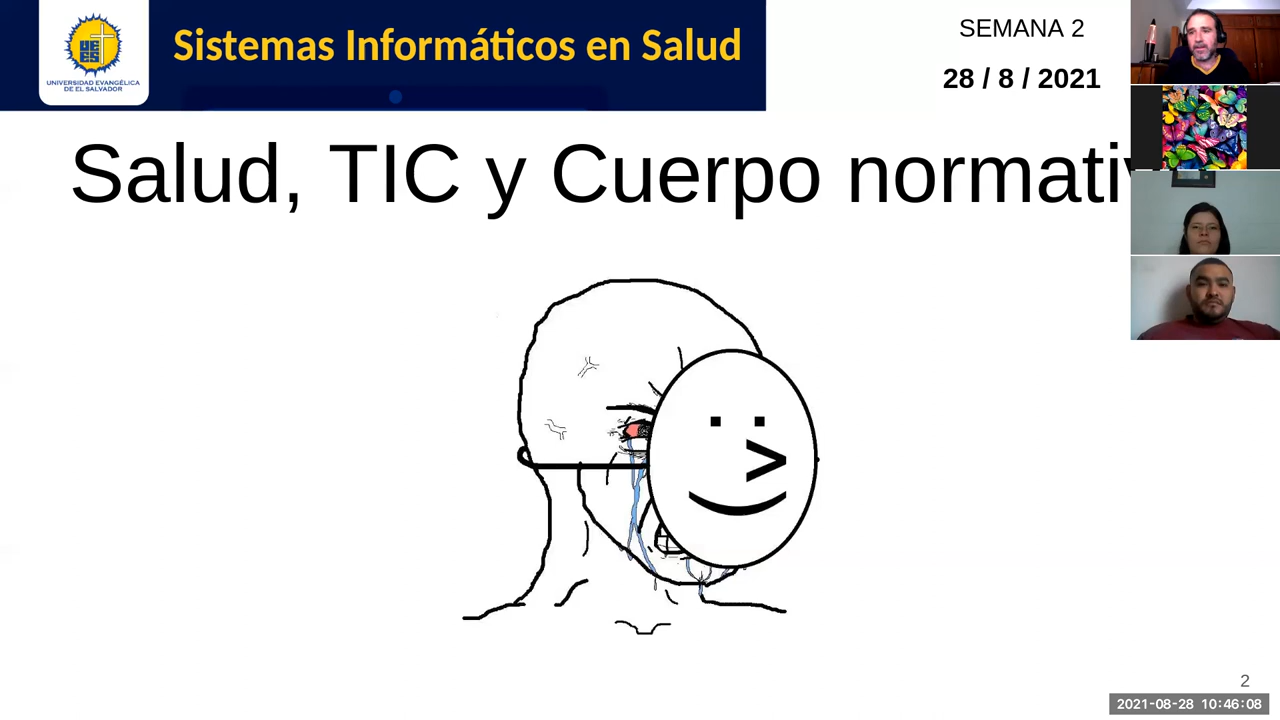 UEES
UNIVERSIDAD EVANGÉLICA
DE EL SALVADOR
Sistemas Informáticos en Salud
SEMANA 2
28 / 8 / 2021
Salud, TIC y Cuerpo normativ
2
2021-08-28 10:46:08